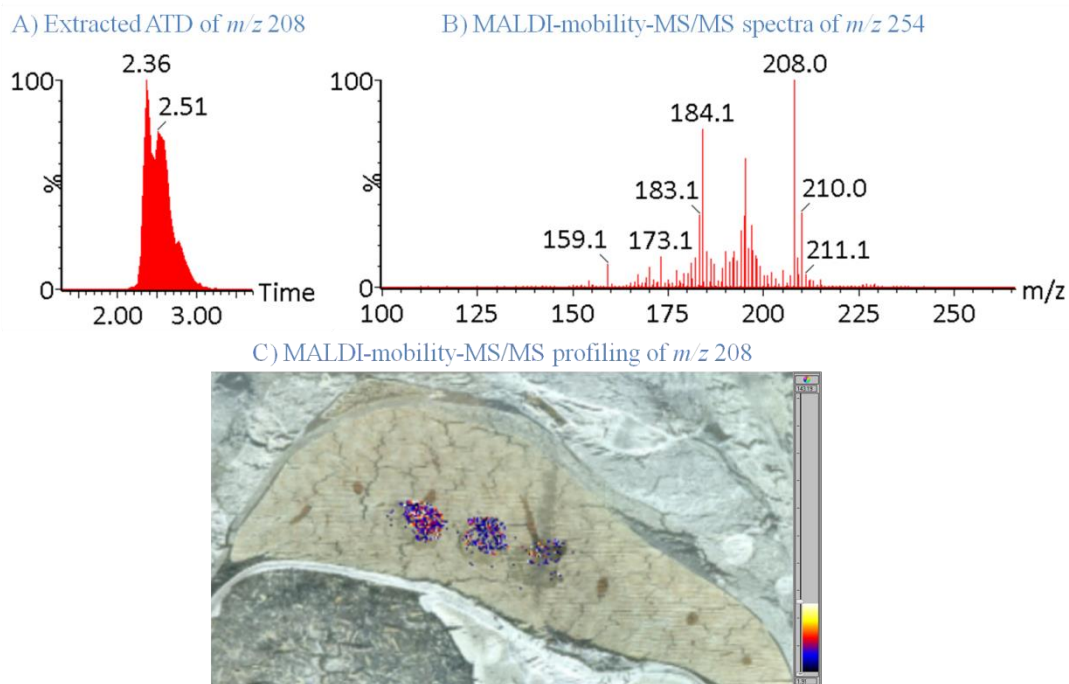 A) Extracted ATD of m/z 208
B) MALDI-mobility-MS/MS spectra of m/z 254
2.36
100
2.51
%
0
Time
2.00 3.00
208.0
100
184.1
%
183.1
210.0
159.1
173.1
211.1
0
m/z
100 125 150 175 200 225 250
C) MALDI-mobility-MS/MS profiling of m/z 208